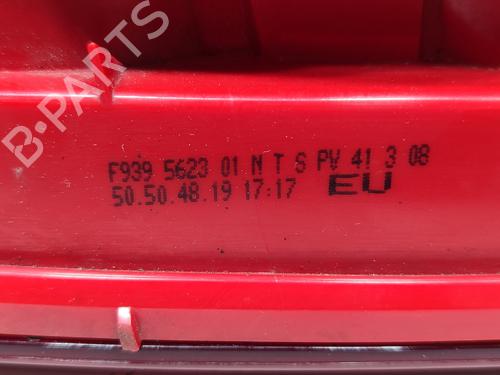 B-PARTS
F939 5623 01 N T S PV 41 3 08
50.50.48.19 17:17 EU